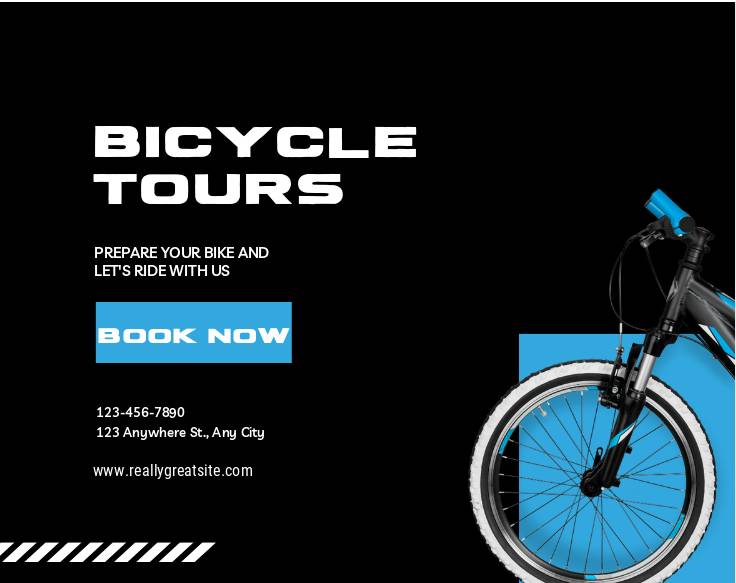 BICYCLE
TOURS
PREPARE YOUR BIKE AND
LET'S RIDE WITH US
BOOK NOW
123-456-7890
123 Anywhere St., Any City
www.reallygreatsite.com